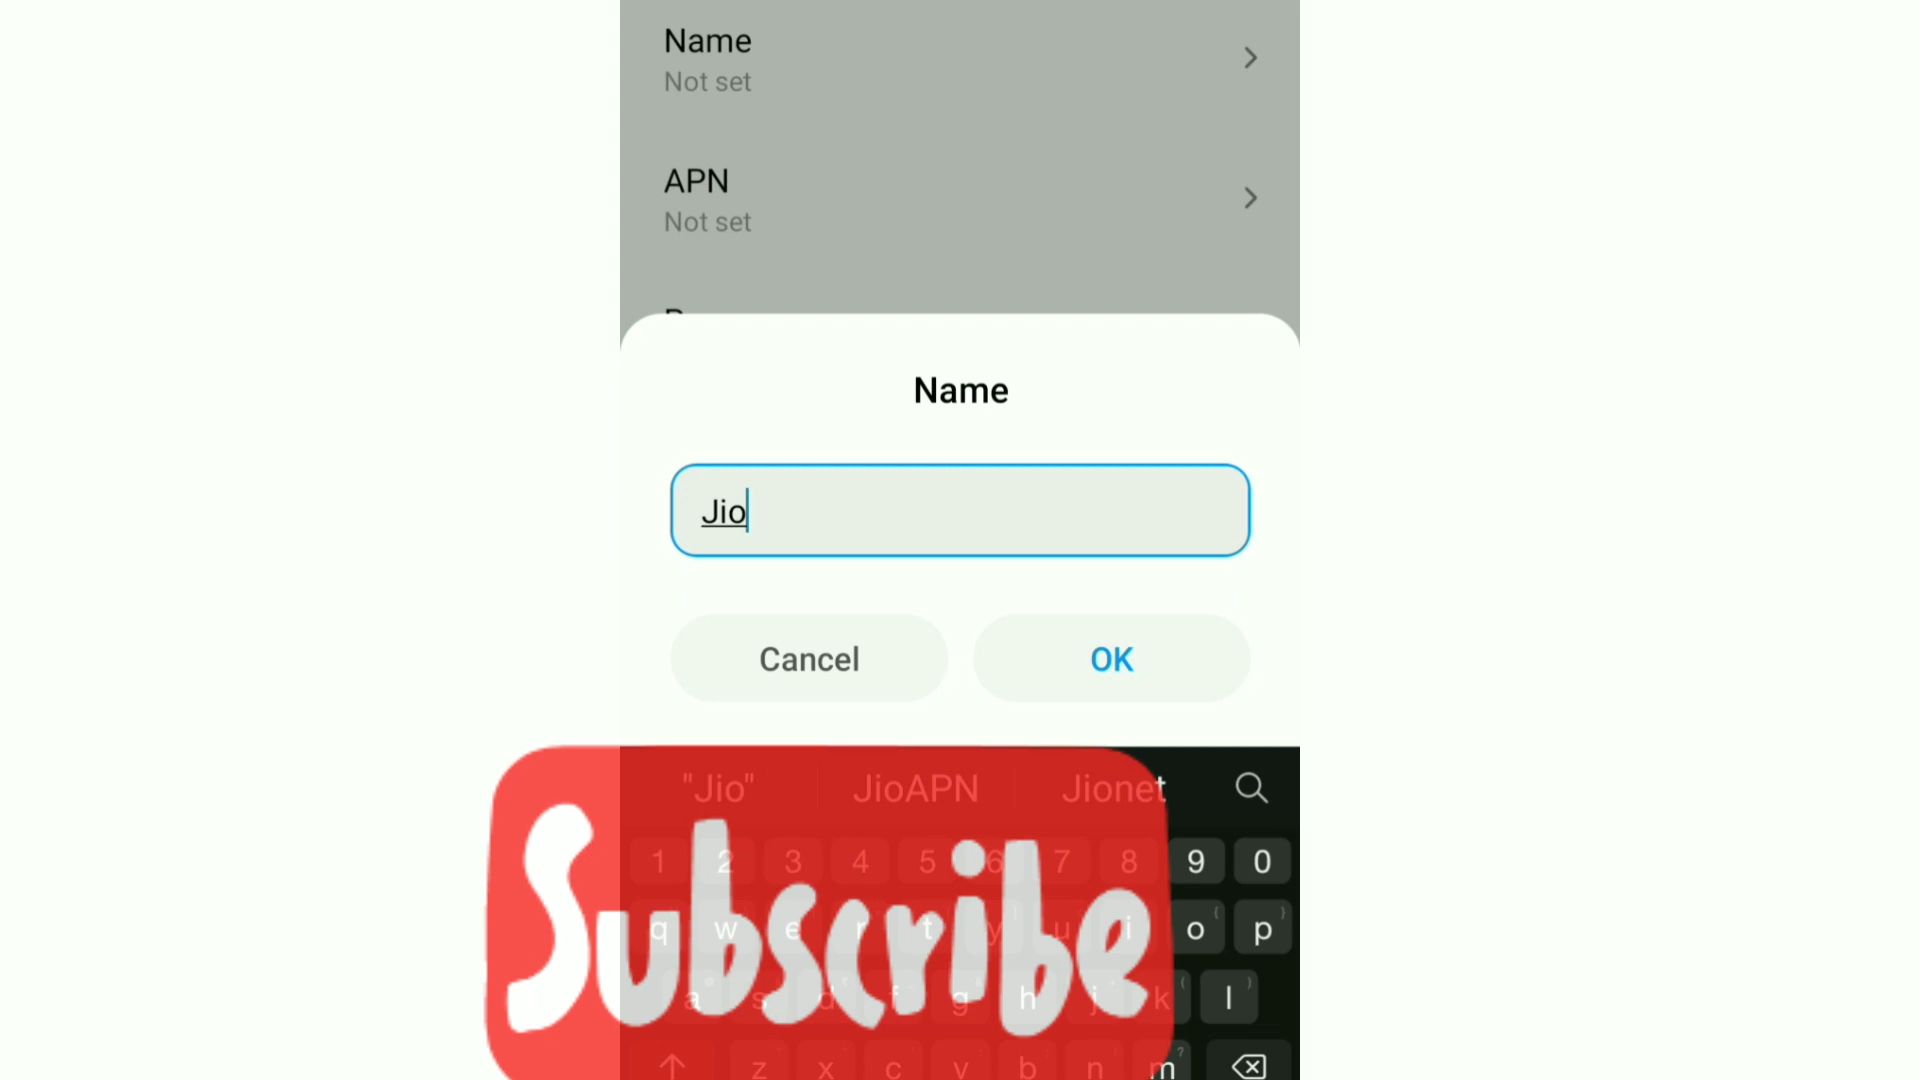 Name
Not set
APN
Not set
Name
Jio
Cancel
OK
"Jio" JioAPN Jionet
1 2 3 4 5 6 7 8 9 0
q w e r t y u i o p
a s d f g h j k l
z x c v b n m
Subscribe